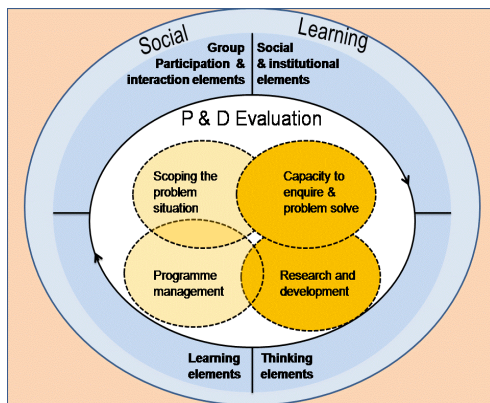 Social Learning
Group
Participation &
interaction elements
Social
& institutional
elements
P & D Evaluation
Scoping the
problem
situation
Capacity to
enquire &
problem solve
Programme
management
Research and
development
Learning
elements
Thinking
elements